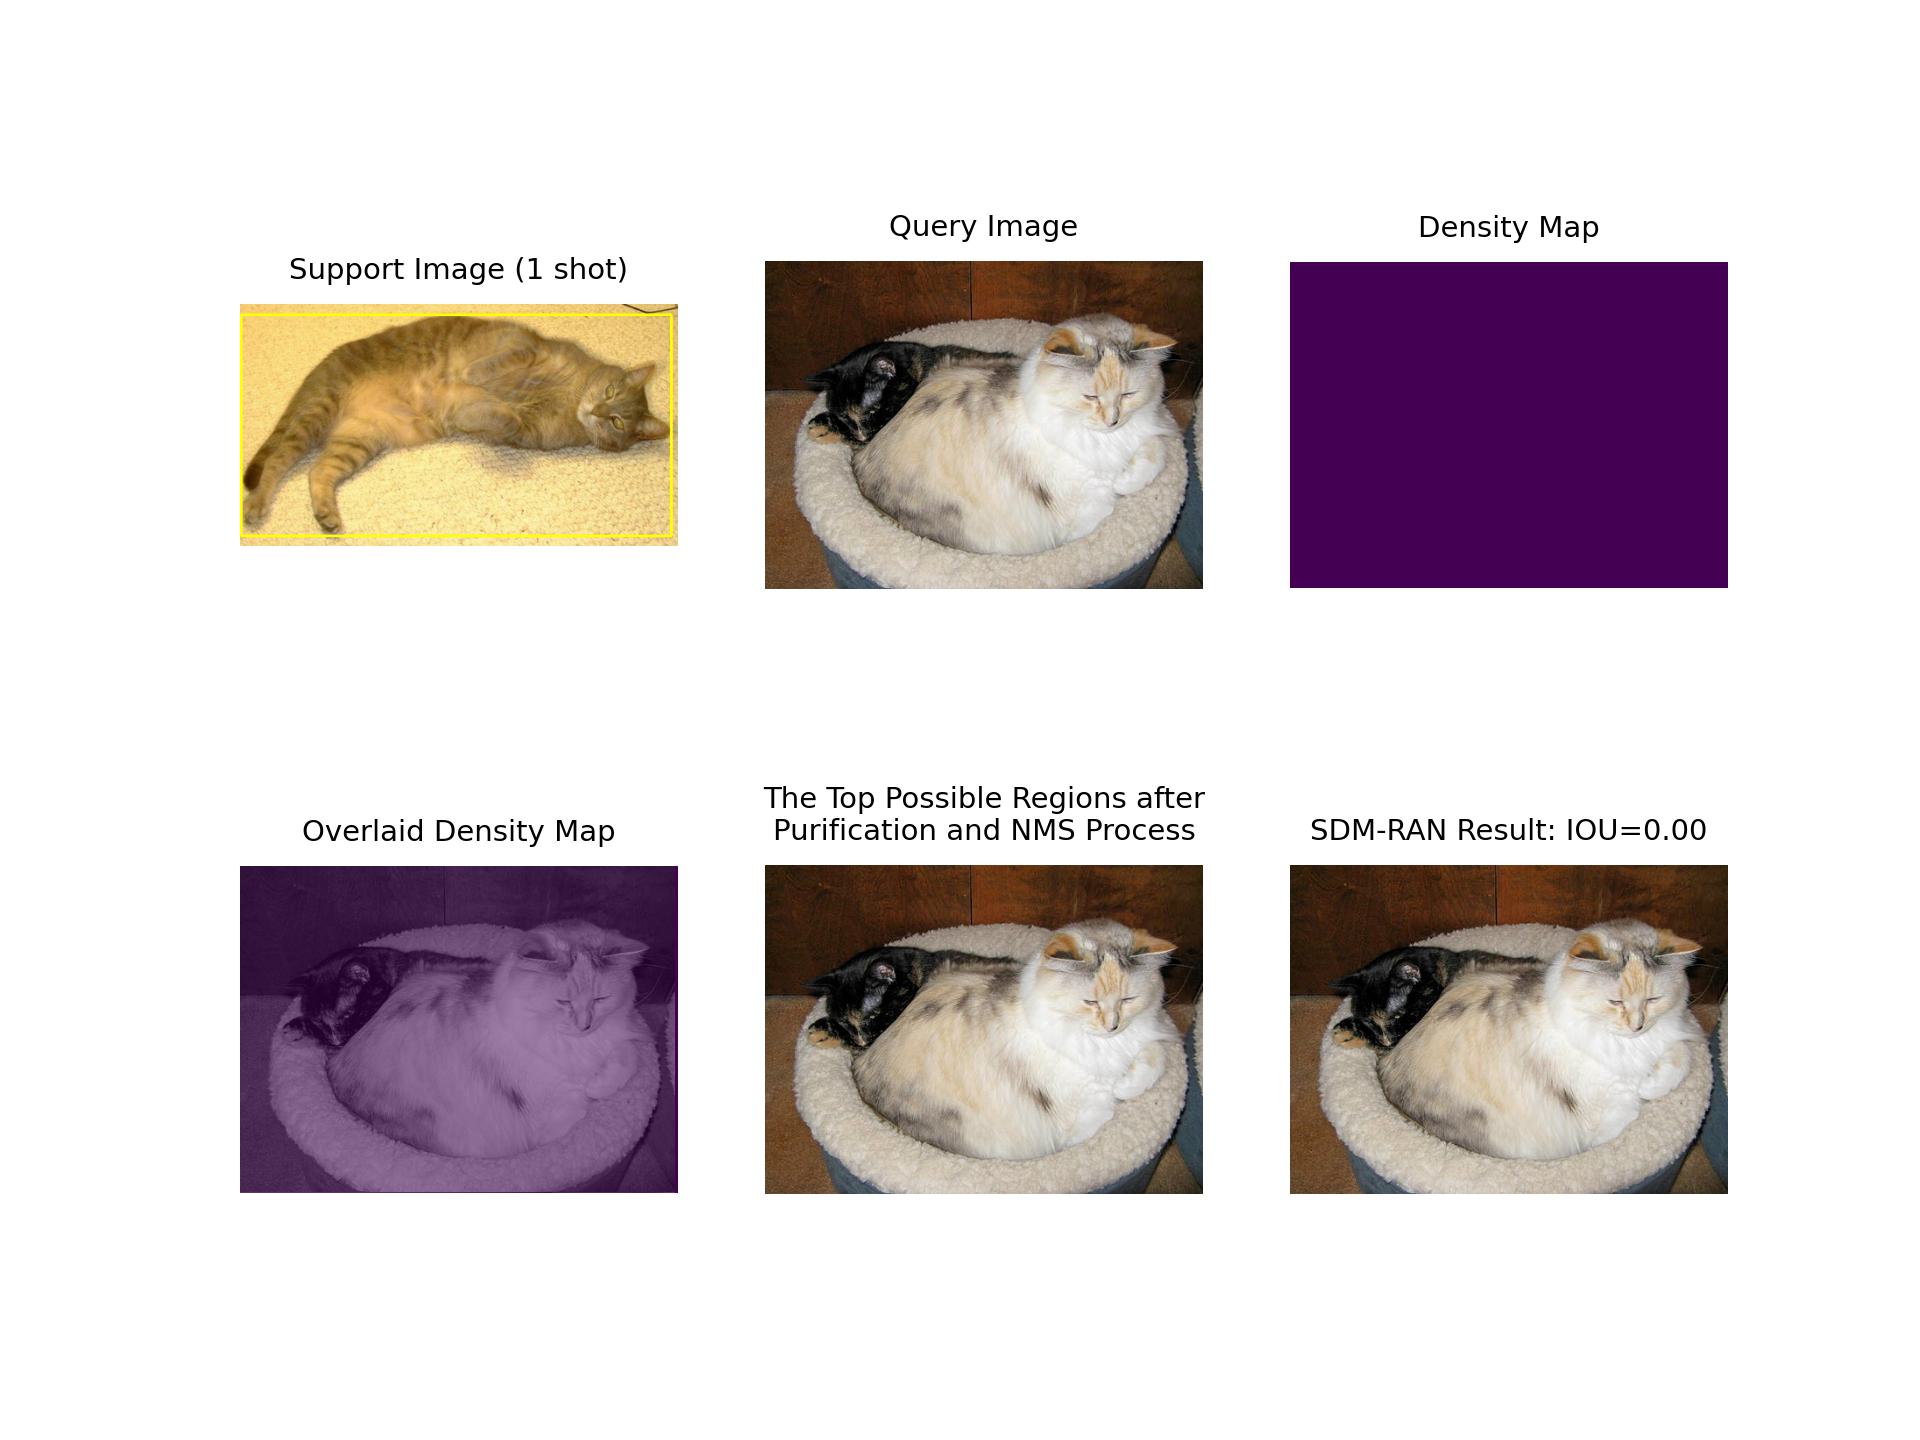 Support Image (1 shot)
Query Image
Density Map
Overlaid Density Map
The Top Possible Regions after
Purification and NMS Process
SDM-RAN Result: IOU=0.00